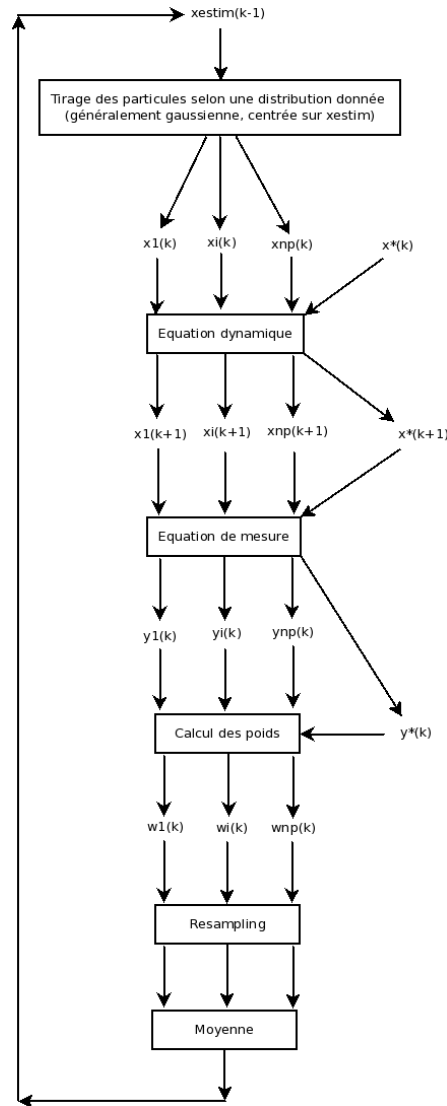 xestim(k-1)
Tirage des particules selon une distribution donnée
(généralement gaussienne, centrée sur xestim)
x1(k) xi(k) xnp(k) x*(k)
Equation dynamique
x1(k+1) xi(k+1) xnp(k+1) x*(k+1)
Equation de mesure
y1(k) yi(k) ynp(k)
Calcul des poids y*(k)
w1(k) wi(k) wnp(k)
Resampling
Moyenne